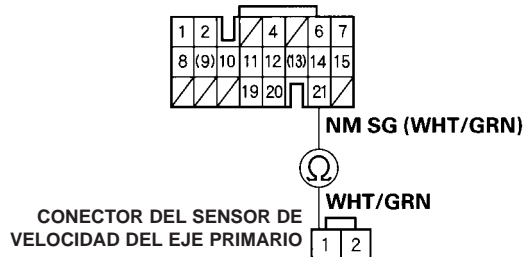 1 2 4 6 7
8 (9) 10 11 12 (13) 14 15
19 20 21
NM SG (WHT/GRN)
Ω
WHT/GRN
CONECTOR DEL SENSOR DE
VELOCIDAD DEL EJE PRIMARIO
1 2